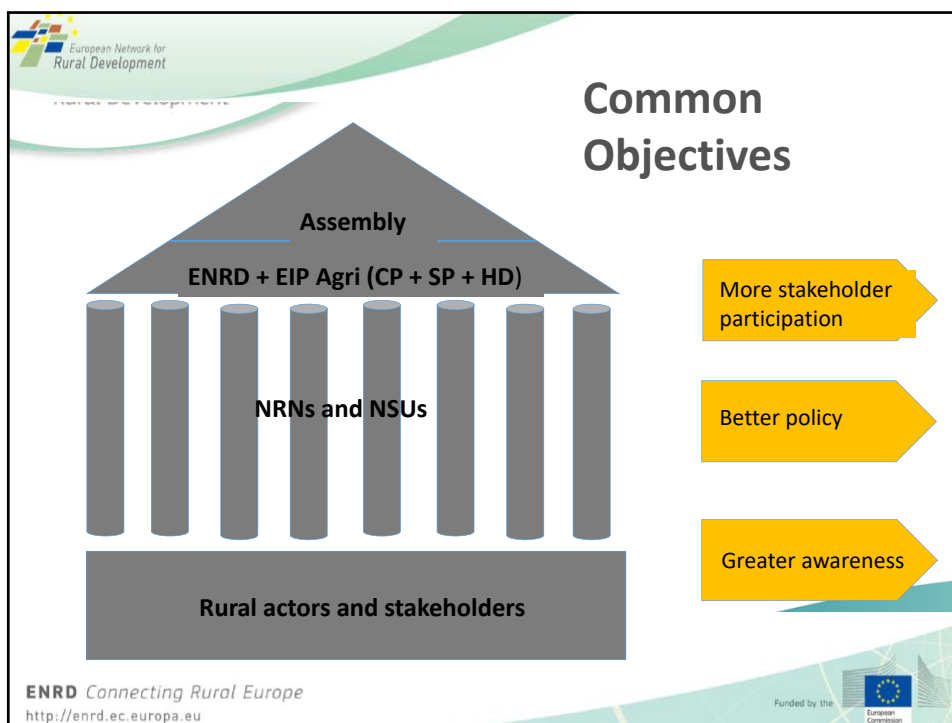 European Network for
Rural Development
Rural Development
Common
Objectives
Assembly
ENRD + EIP Agri (CP + SP + HD)
NRNs and NSUs
Rural actors and stakeholders
More stakeholder
participation
Better policy
Greater awareness
ENRD Connecting Rural Europe
http://enrd.ec.europa.eu
Funded by the
European
Commission